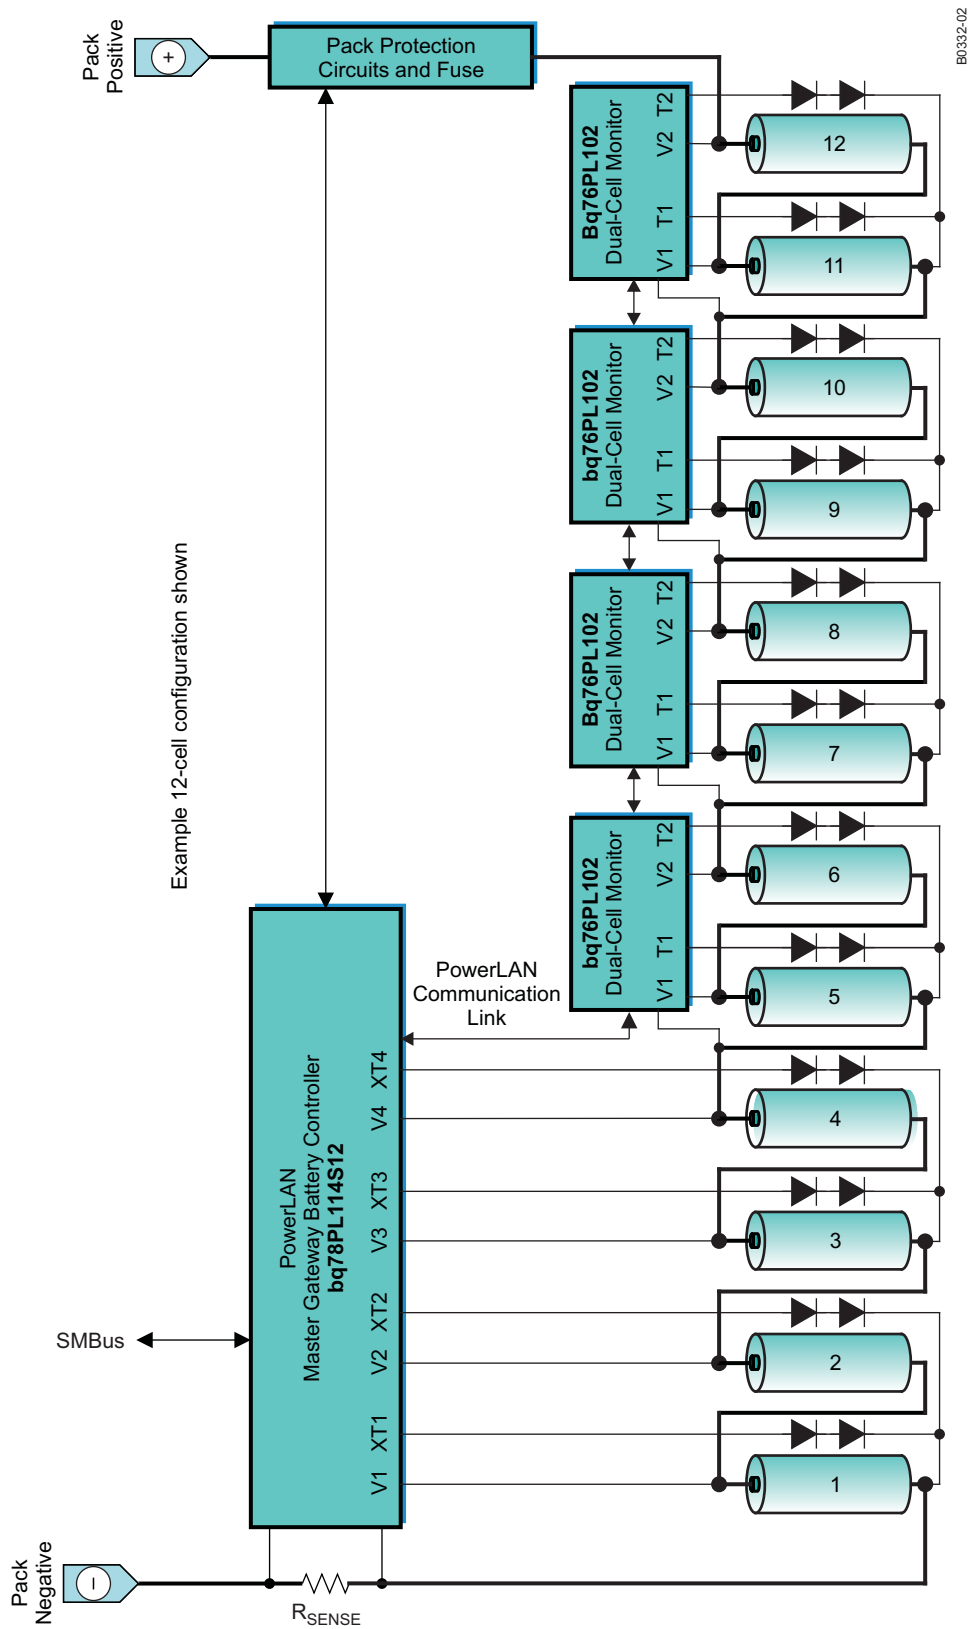 B0332-02
Pack
Positive
+
Pack Protection
Circuits and Fuse
Example 12-cell configuration shown
Bq76PL102
Dual-Cell Monitor
V1
T1
V2
T2
12
11
bq76PL102
Dual-Cell Monitor
V1
T1
V2
T2
10
9
Bq76PL102
Dual-Cell Monitor
V1
T1
V2
T2
8
7
bq76PL102
Dual-Cell Monitor
V1
T1
V2
T2
6
5
PowerLAN
Communication
Link
PowerLAN
Master Gateway Battery Controller
bq78PL114S12
V1
XT1
V2
XT2
V3
XT3
V4
XT4
4
3
2
1
SMBus
Pack
Negative
–
RSENSE